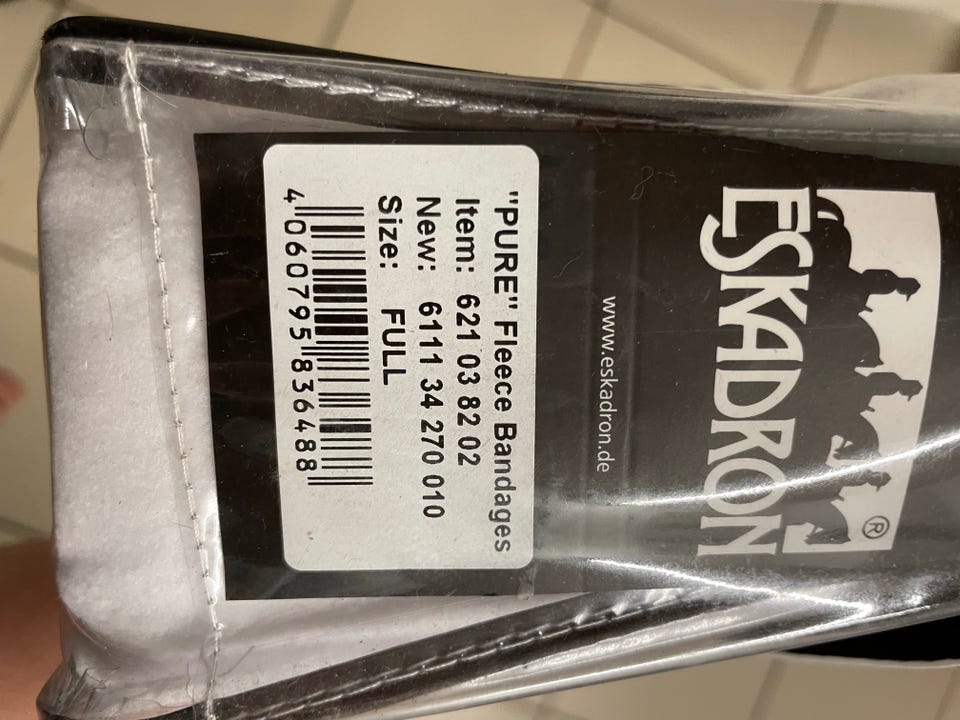 ESKADRON
®
www.eskadron.de
"PURE" Fleece Bandages
Item: 621 03 82 02
New: 6111 34 270 010
Size: FULL
4 060795 836488